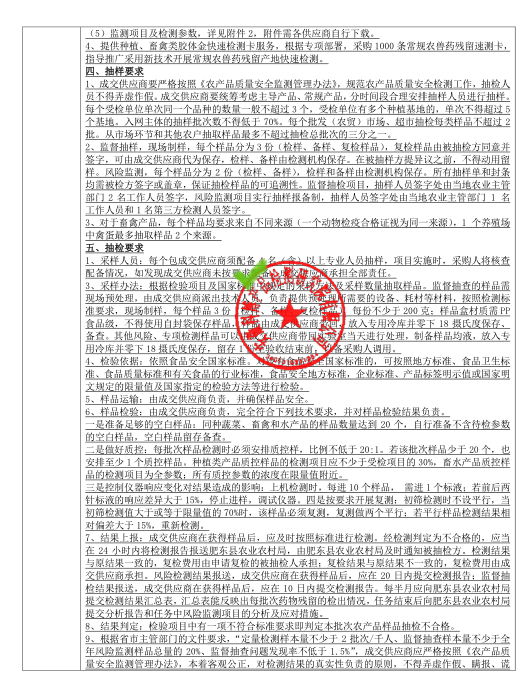 （5）监测项目及检测参数，详见附件 2，附件需各供应商自行下载。
4、提供种植、畜禽类胶体金快速检测卡服务，根据专项部署，采购 1000 条常规农兽药残留速测卡，
指导推广采用新技术开展常规农兽药残留产地快速检测。
四、抽样要求
1、成交供应商要严格按照《农产品质量安全监测管理办法》，规范农产品质量安全检测工作，抽检人
员不得弄虚作假。成交供应商要统筹考虑主导产品、常规产品，分时间段合理安排抽样人员进行抽样。
每个受检单位单次同一个品种的数量一般不超过 3 个，受检单位有多个种植基地的，单次不得超过 5
个基地。入网主体的抽样批次数不得低于 70%，每个批发（农贸）市场、超市抽检每类样品不超过 2
批。从市场环节和其他农户抽取样品最多不超过抽检总批次的三分之一。
2、监督抽样，现场制样，每个样品分为 3 份（检样、备样、复检样品），复检样品由被检方同意并
签字，可由成交供应商代为保存，检样、备样由检测机构保存。在被抽样方提异议之前，不得动用留
样。风险监测，每个样品分为 2 份（检样、备样），检样和备样由检测机构保存。所有抽样单和封条
均需被检方签字或盖章，保证抽检样品的可追溯性。监督抽检项目，抽样人员签字处由当地农业主管
部门 2 名工作人员签字，风险监测项目实行抽样报备制，抽样人员签字处由当地农业主管部门 1 名
工作人员和 1 名第三方检测人员签字。
3、对于畜禽产品，每个样品均要求来自不同来源（一个动物检疫合格证视为同一来源），1 个养殖场
中禽蛋最多抽取样品 2 个来源。
五、抽检要求
1、采样人员：每个包成交供应商须配备 名（含）以上专业人员抽样，项目实施时，采购人将核查
配备情况，如发现成交供应商未按要求 成交供应商承担全部责任。
3、采样办法：根据检验项目及国家标准 规定的采样方法及采样数量抽取样品。监督抽查的样品需
现场预处理，由成交供应商派出技术人员，负责提供预处理所需要的设备、耗材等材料，按照检测标
准要求，现场制样，每个样品 3 份（检样、备样、复检样品），每份不少于 200 克；样品盒材质需 PP
食品级，不得使用自封袋保存样品， 由成交供应商带回，放入专用冷库并零下 18 摄氏度保存、
备查。其他风险、专项检测样品可以由成交供应商带回实验室当天进行处理，制备样品均液，放入专
用冷库并零下 18 摄氏度保存，留存 1 验收结束前， 备采购人调用。
4、检验依据：依照食品安全国家标准。对 国家标准的，可按照地方标准、食品卫生标
准、食品质量标准和有关食品的行业标准，食品安全地方标准，企业标准、产品标签明示值或国家明
文规定的限量值及国家指定的检验方法等进行检验。
5、样品运输：由成交供应商负责，并确保样品安全。
6、样品检验：由成交供应商负责，完全符合下列技术要求，并对样品检验结果负责。
一是准备足够的空白样品：同种蔬菜、畜禽和水产品的样品数量达到 20 个，自行准备不含待检参数
的空白样品，空白样品留存备查。
二是做好质控：每批次样品检测时必须安排质控样，比例不低于 20:1。若该批次样品少于 20 个，也
安排至少 1 个质控样品。种植类产品质控样品的检测项目应不少于受检项目的 30%，畜水产品质控样
品的检测项目为全参数；所有质控参数的浓度在限量值附近。
三是控制仪器响应变化对结果造成的影响：上机检测时，每进 10 个样品，  需进 1 个标液；若前后两
针标液的响应差异大于 15%，停止进样，调试仪器。四是按要求开展复测：初筛检测时不设平行，当
初筛检测值大于或等于限量值的 70%时，该样品必须复测，复测做两个平行；若平行样品检测结果相
对偏差大于 15%，重新检测。
7、结果上报：成交供应商在获得样品后，应及时按照标准进行检测。经检测判定为不合格的，应当
在 24 小时内将检测报告报送肥东县农业农村局，由肥东县农业农村局及时通知被抽检方。检测结果
与原结果一致的，复检费用由申请复检的被抽检人承担；复检结果与原结果不一致的，复检费用由成
交供应商承担。风险检测结果报送，成交供应商在获得样品后，应在 20 日内提交检测报告；监督抽
检结果报送，成交供应商在获得样品后，应在 10 日内提交检测报告。每半月应向肥东县农业农村局
提交检测结果汇总表，汇总表能反映出每批次药物残留的检出情况，任务结束后向肥东县农业农村局
提交分析报告和任务中风险监测项目的分析及应对措施。
8、结果判定：检验项目中有一项不符合标准要求即判定本批次农产品样品抽检不合格。
9、根据省市主管部门的文件要求，“定量检测样本量不少于 2 批次/千人、监督抽查样本量不少于全
年风险监测样品总量的 20%、监督抽查问题发现率不低于 1.5%”，成交供应商应严格按照《农产品质
量安全监测管理办法》，本着客观公正，对检测结果的真实性负责的原则，不得弄虚作假、瞒报、谎